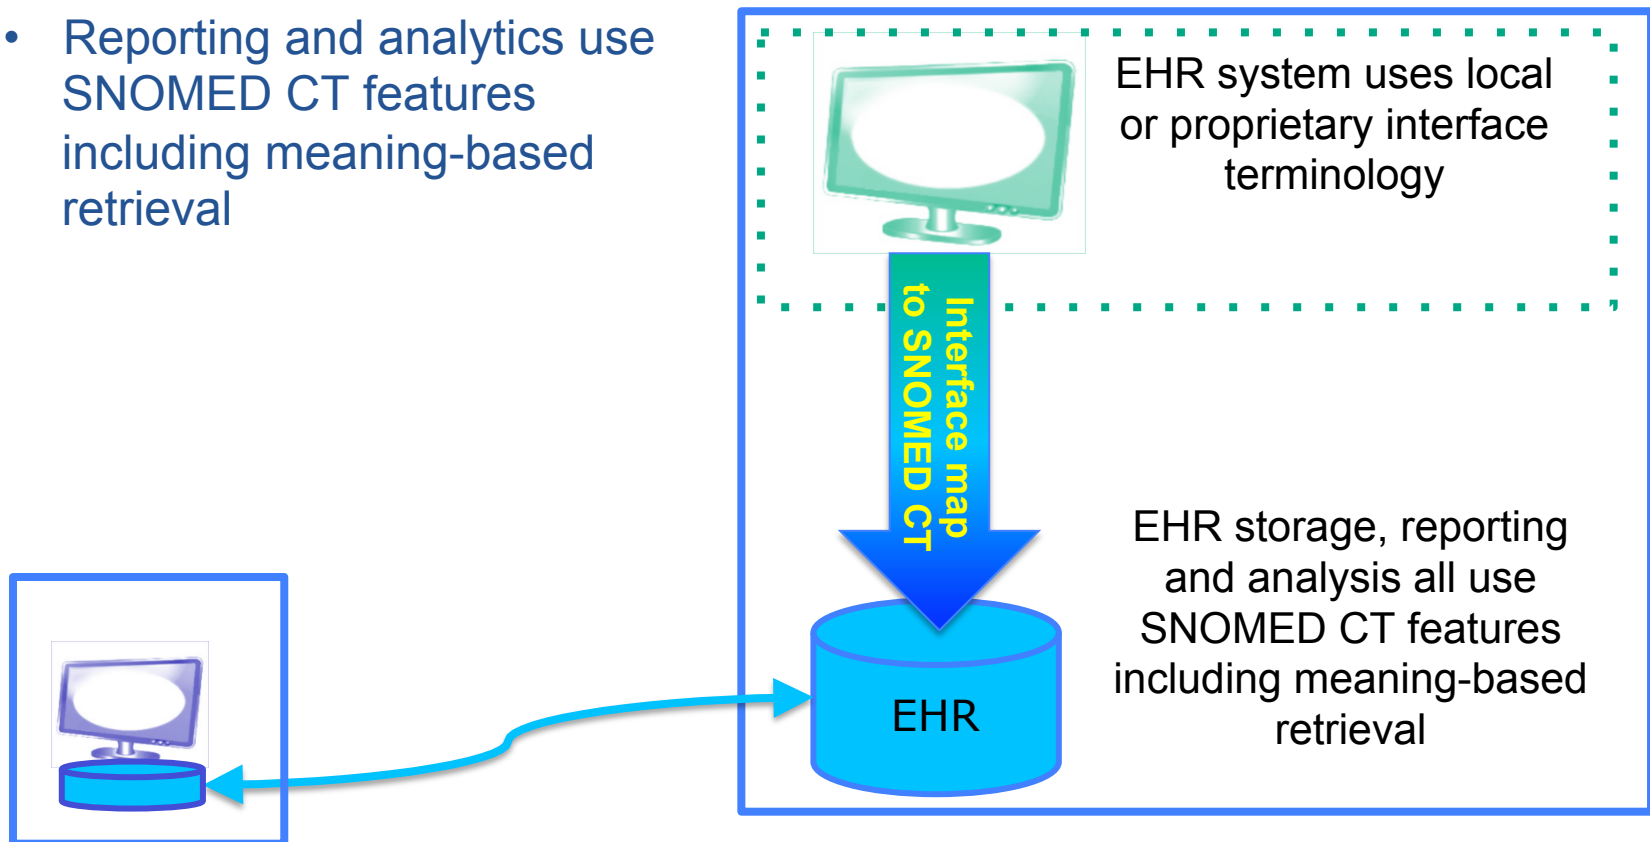 • Reporting and analytics use
SNOMED CT features
including meaning-based
retrieval
EHR system uses local
or proprietary interface
terminology
Interface map
to SNOMED CT
EHR storage, reporting
and analysis all use
SNOMED CT features
including meaning-based
retrieval
EHR